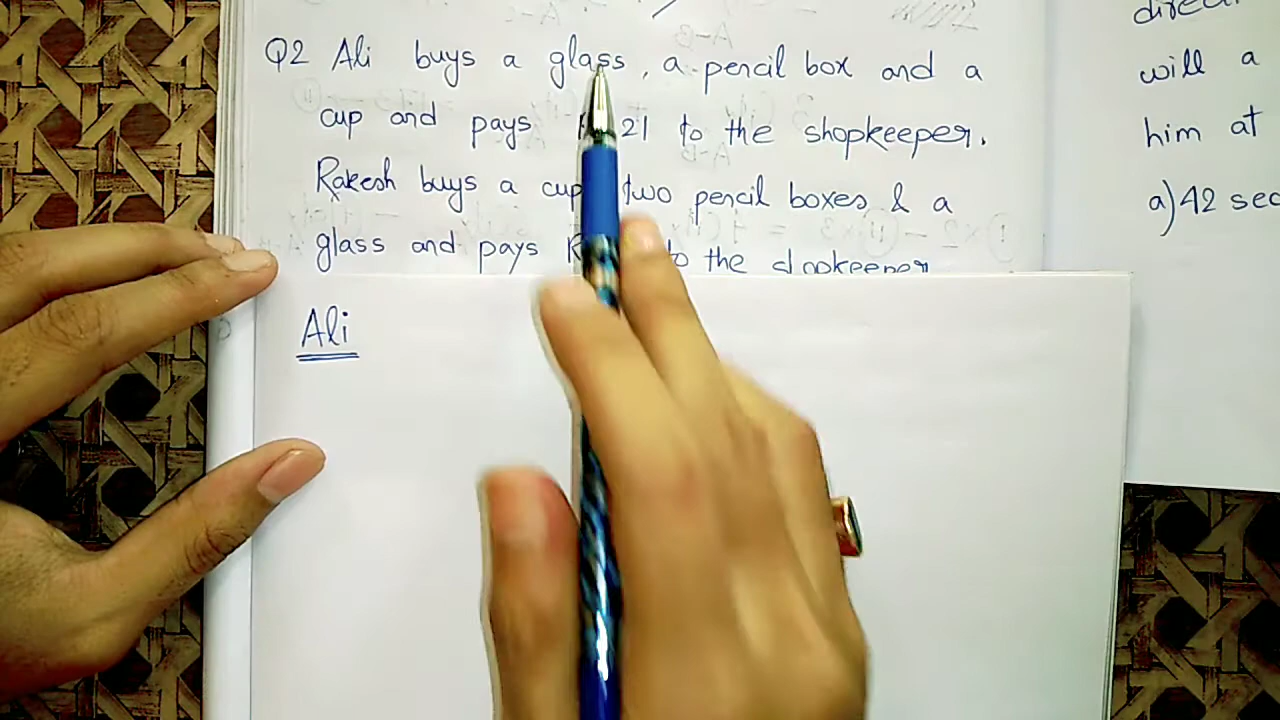 Q2 Ali buys a glass, a pencil box and a
cup and pays 21 to the shopkeeper.
Rakesh buys a cup two pencil boxes & a
glass and pays to the shopkeeper
Ali
will a
him at
a) 42 sec